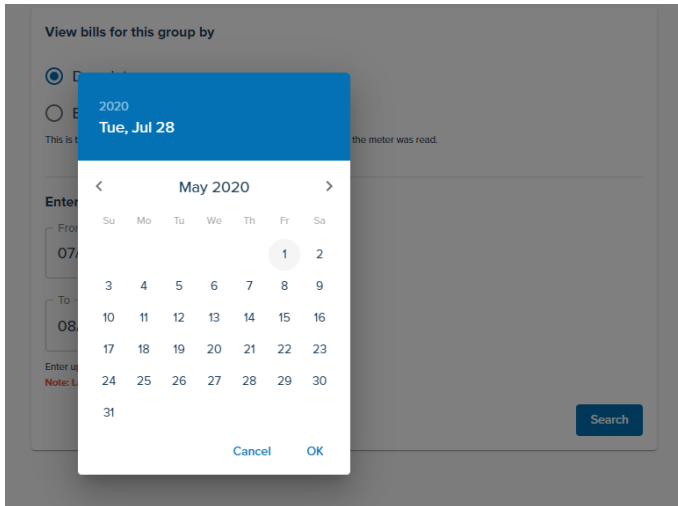 View bills for this group by
This is t
the meter was read.
Enter
From
07/
To
08/
Enter up
Note: L
2020
Tue, Jul 28
May 2020
Su Mo Tu We Th Fr Sa
1 2
3 4 5 6 7 8 9
10 11 12 13 14 15 16
17 18 19 20 21 22 23
24 25 26 27 28 29 30
31
Cancel OK
Search